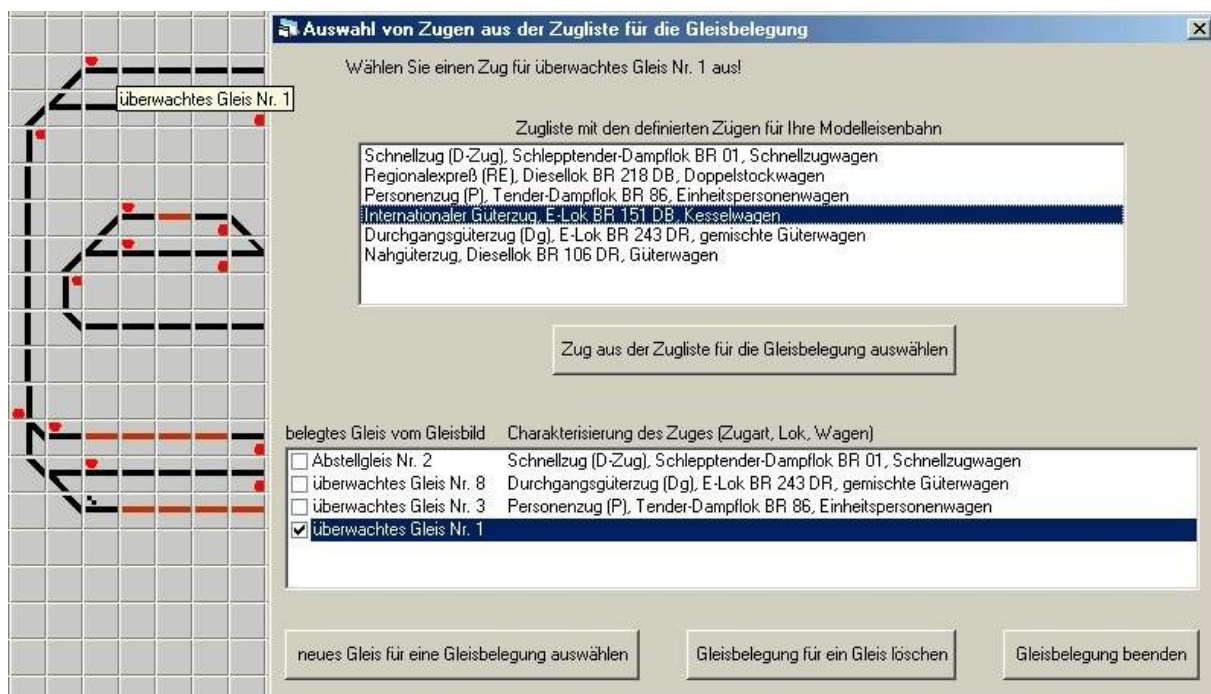 Auswahl von Zugen aus der Zugliste für die Gleisbelegung
Wählen Sie einen Zug für überwachtes Gleis Nr. 1 aus!
überwachtes Gleis Nr. 1
Zugliste mit den definierten Zügen für Ihre Modelleisenbahn
Schnellzug (D-Zug), Schlepptender-Dampflok BR 01, Schnellzugwagen
Regionalexpreß (RE), Diesellok BR 218 DB, Doppelstockwagen
Personenzug (P), Tender-Dampflok BR 86, Einheitspersonenwagen
Internationaler Güterzug, E-Lok BR 151 DB, Kesselwagen
Durchgangsgüterzug (Dg), E-Lok BR 243 DR, gemischte Güterwagen
Nahgüterzug, Diesellok BR 106 DR, Güterwagen
Zug aus der Zugliste für die Gleisbelegung auswählen
belegtes Gleis vom Gleisbild Charakterisierung des Zuges (Zugart, Lok, Wagen)
Abstellgleis Nr. 2 Schnellzug (D-Zug), Schlepptender-Dampflok BR 01, Schnellzugwagen
überwachtes Gleis Nr. 8 Durchgangsgüterzug (Dg), E-Lok BR 243 DR, gemischte Güterwagen
überwachtes Gleis Nr. 3 Personenzug (P), Tender-Dampflok BR 86, Einheitspersonenwagen
überwachtes Gleis Nr. 1
neues Gleis für eine Gleisbelegung auswählen Gleisbelegung für ein Gleis löschen Gleisbelegung beenden